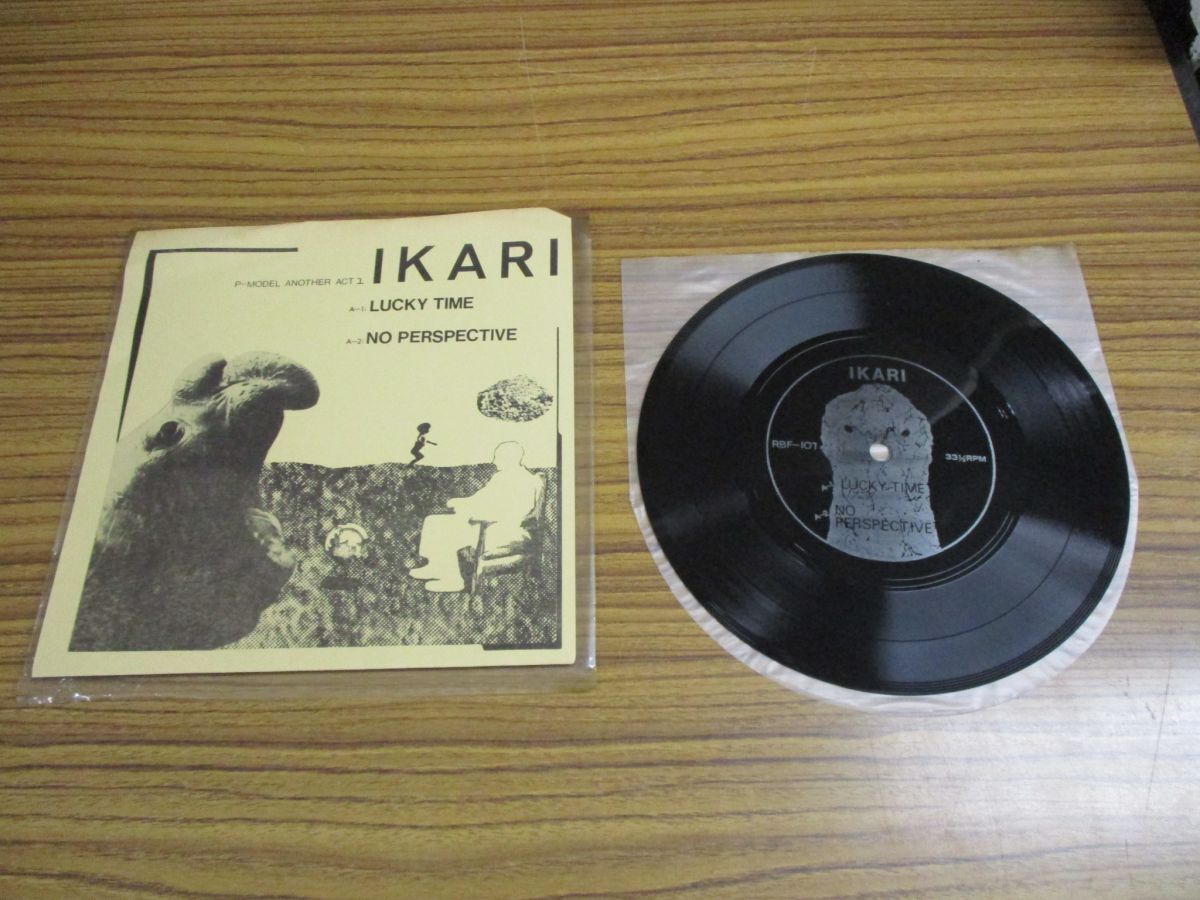 P-MODEL ANOTHER ACT 1 IKARI
A-1: LUCKY TIME
A-2: NO PERSPECTIVE
IKARI
RBF-101
33⅓RPM
LUCKY TIME
NO
PERSPECTIVE